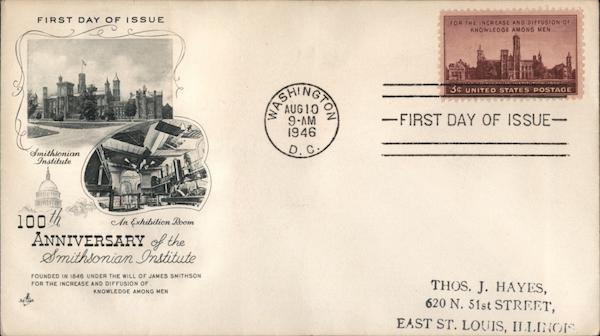 FIRST DAY OF ISSUE
Smithsonian
Institute
An Exhibition Room
100th
ANNIVERSARY of the
Smithsonian Institute
FOUNDED IN 1846 UNDER THE WILL OF JAMES SMITHSON
FOR THE INCREASE AND DIFFUSION OF
KNOWLEDGE AMONG MEN
WASHINGTON
AUG 10
9-AM
1946
D.C.
FOR THE INCREASE AND DIFFUSION OF
KNOWLEDGE AMONG MEN
3¢ UNITED STATES POSTAGE
FIRST DAY OF ISSUE
THOS. J. HAYES,
620 N. 51st STREET,
EAST ST. LOUIS, ILLINOIS